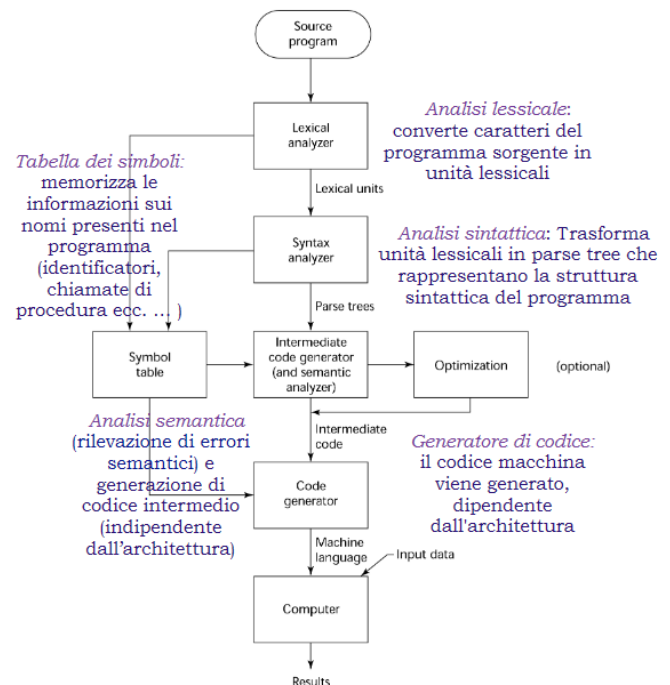 Source
program
Lexical
analyzer
Analisi lessicale:
converte caratteri del
programma sorgente in
unità lessicali
Tabella dei simboli:
memorizza le
informazioni sui
nomi presenti nel
programma
(identificatori,
chiamate di
procedura ecc. ... )
Lexical units
Syntax
analyzer
Analisi sintattica: Trasforma
unità lessicali in parse tree che
rappresentano la struttura
sintattica del programma
Parse trees
Symbol
table
Intermediate
code generator
(and semantic
analyzer)
Optimization
(optional)
Analisi semantica
(rilevazione di errori
semantici) e
generazione di
codice intermedio
(indipendente
dall'architettura)
Intermediate
code
Generatore di codice:
il codice macchina
viene generato,
dipendente
dall'architettura
Code
generator
Machine
language
Input data
Computer
Results